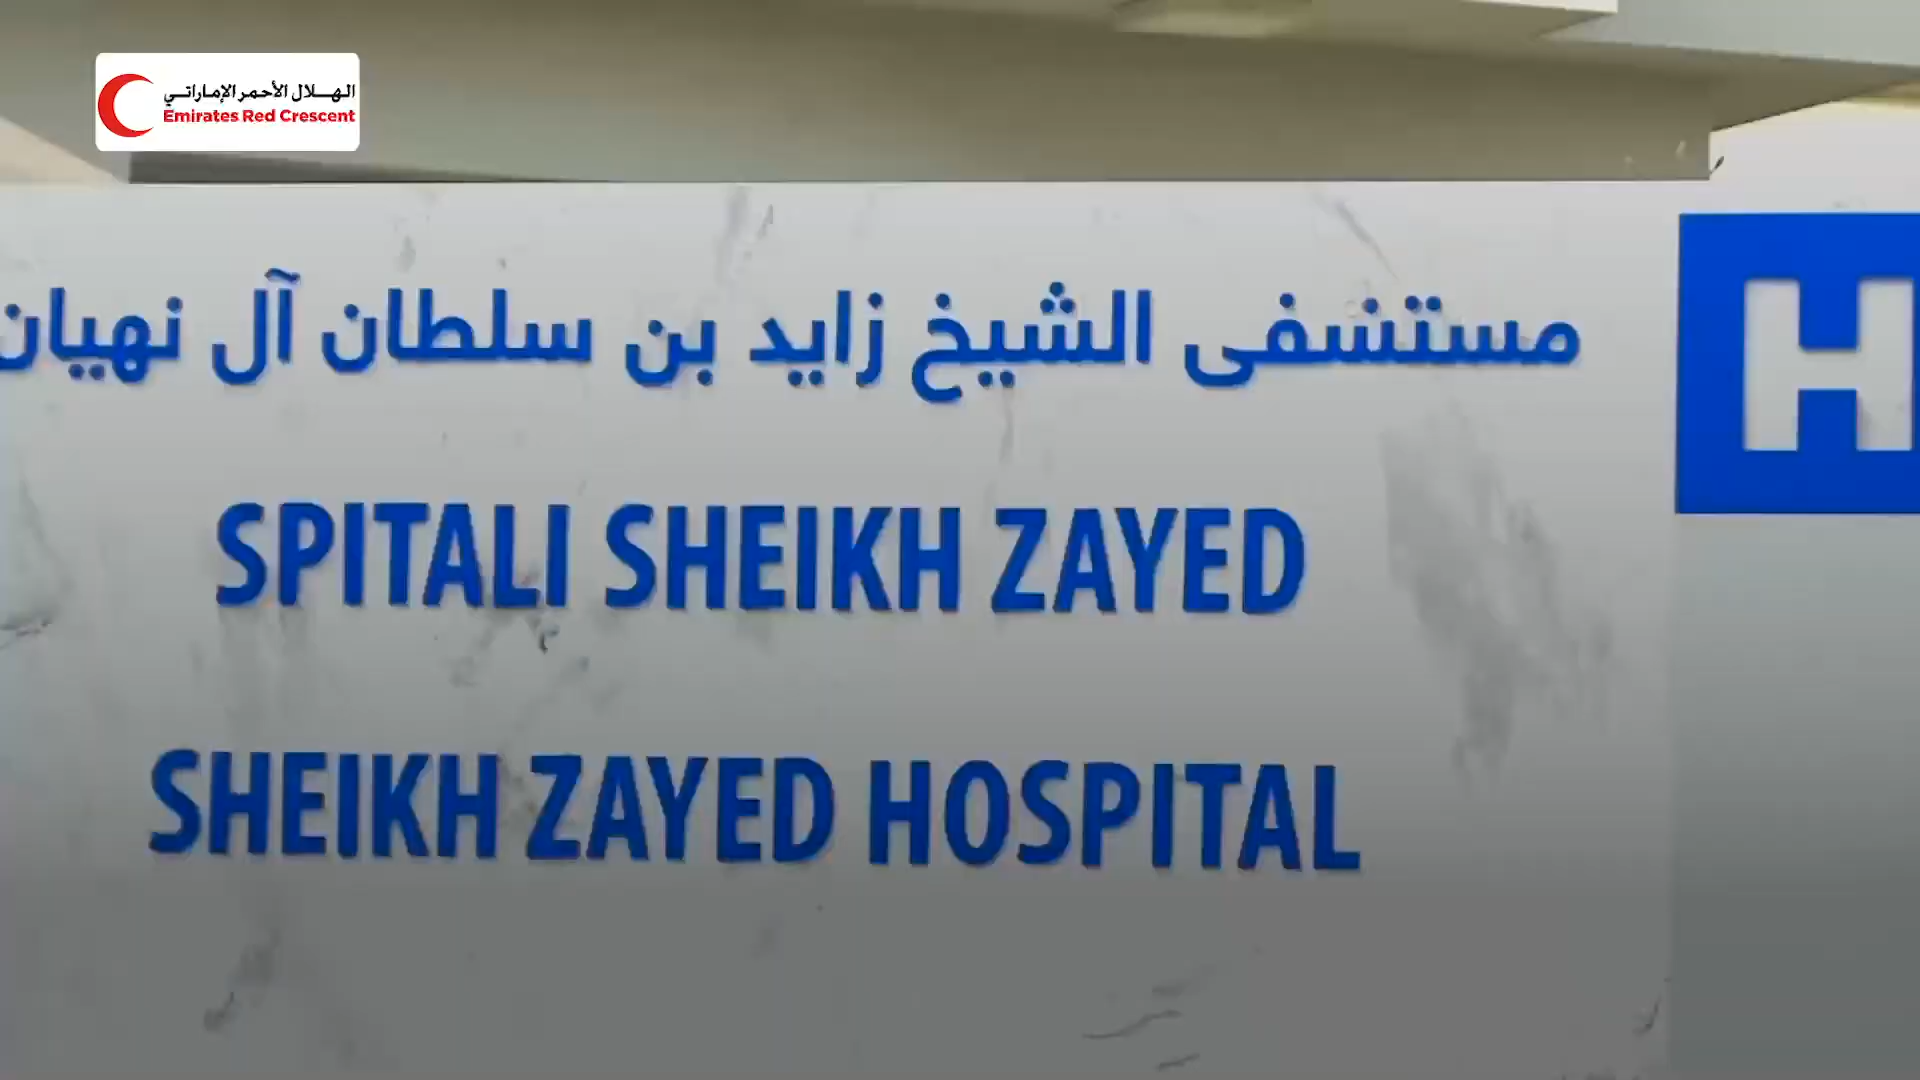 الهلال الأحمر الإماراتي
Emirates Red Crescent
مستشفى الشيخ زايد بن سلطان آل نهيان
H
SPITALI SHEIKH ZAYED
SHEIKH ZAYED HOSPITAL